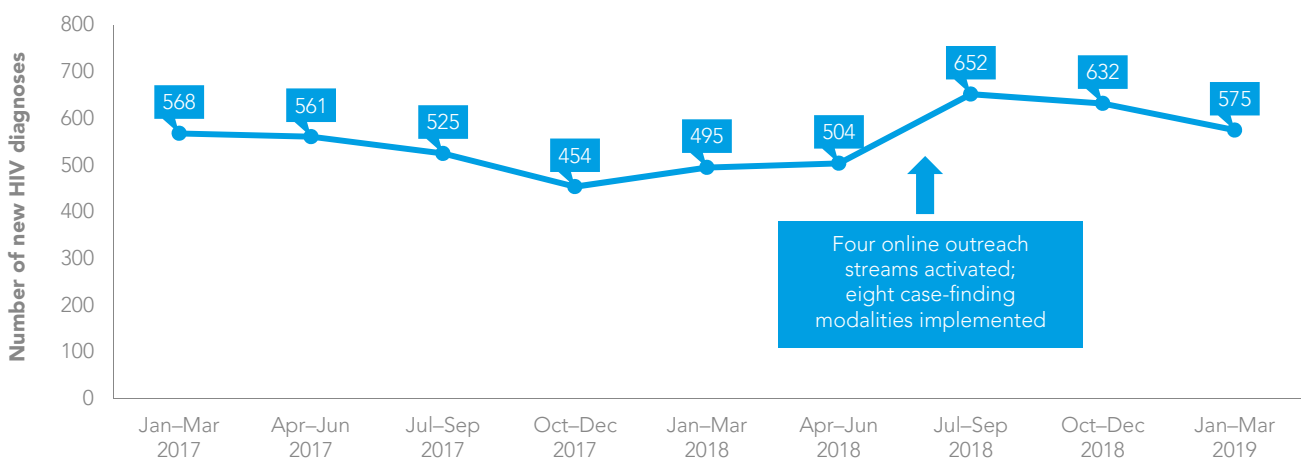 Number of new HIV diagnoses
800
700
600
500
400
300
200
100
0
568
561
525
454
495
504
652
632
575
Four online outreach
streams activated;
eight case-finding
modalities implemented
Jan–Mar
2017
Apr–Jun
2017
Jul–Sep
2017
Oct–Dec
2017
Jan–Mar
2018
Apr–Jun
2018
Jul–Sep
2018
Oct–Dec
2018
Jan–Mar
2019